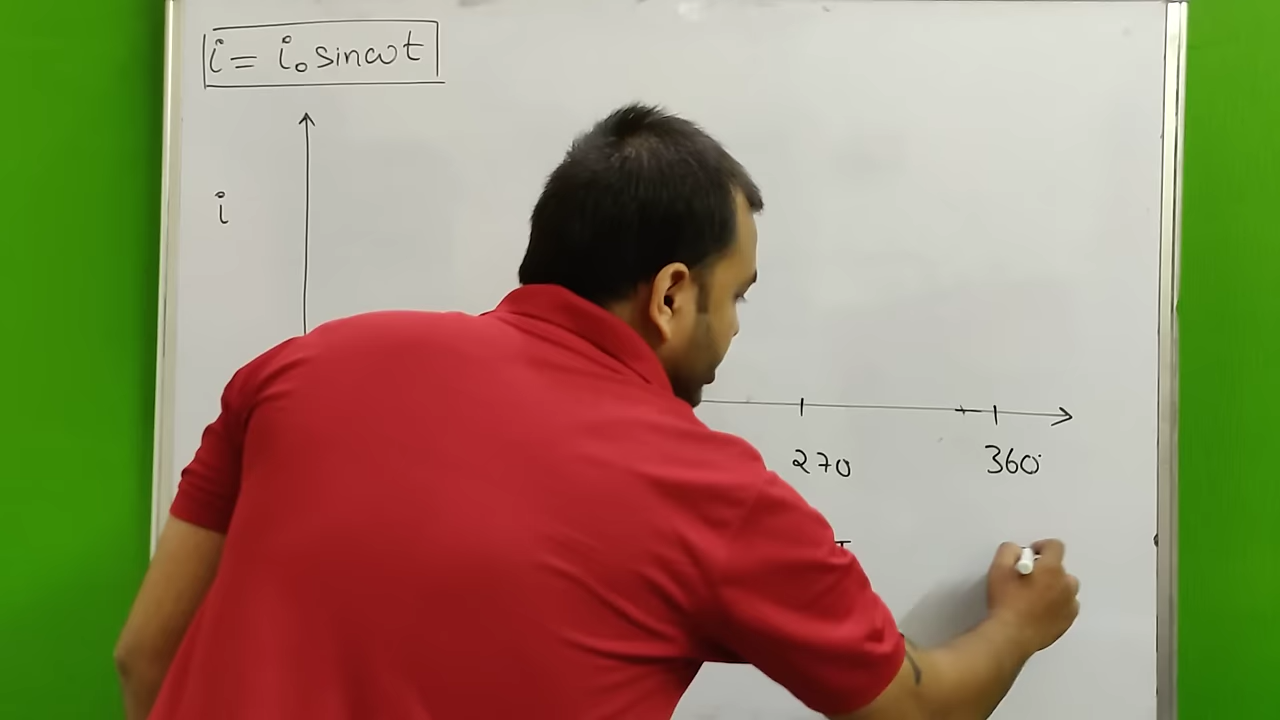 i = i₀ sinωt
i
270 360°